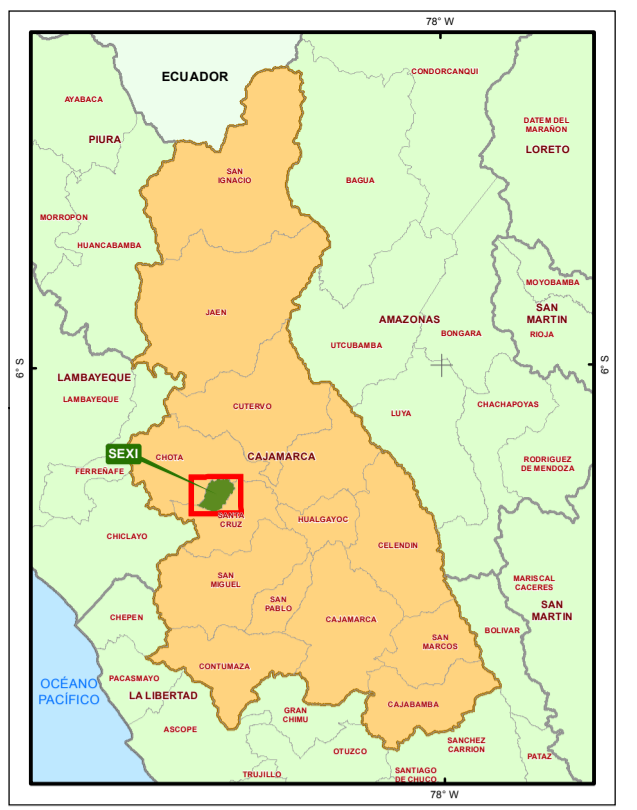 78° W
ECUADOR
CONDORCANQUI
AYABACA
DATEM DEL
MARAÑON
PIURA
LORETO
SAN
IGNACIO
BAGUA
MORROPON
HUANCABAMBA
MOYOBAMBA
SAN
MARTIN
RIOJA
JAEN
AMAZONAS
BONGARA
UTCUBAMBA
6° S
6° S
LAMBAYEQUE
LAMBAYEQUE
CUTERVO
LUYA
CHACHAPOYAS
SEXI
CHOTA
CAJAMARCA
FERREÑAFE
RODRIGUEZ
DE MENDOZA
SANTA
CRUZ
HUALGAYOC
CHICLAYO
CELENDIN
SAN
MIGUEL
MARISCAL
CACERES
SAN
MARTIN
SAN
PABLO
CHEPEN
CAJAMARCA
BOLIVAR
SAN
MARCOS
CONTUMAZA
OCÉANO
PACÍFICO
PACASMAYO
LA LIBERTAD
CAJABAMBA
GRAN
CHIMU
ASCOPE
SANCHEZ
CARRION
OTUZCO
PATAZ
TRUJILLO
SANTIAGO
DE CHUCO
78° W